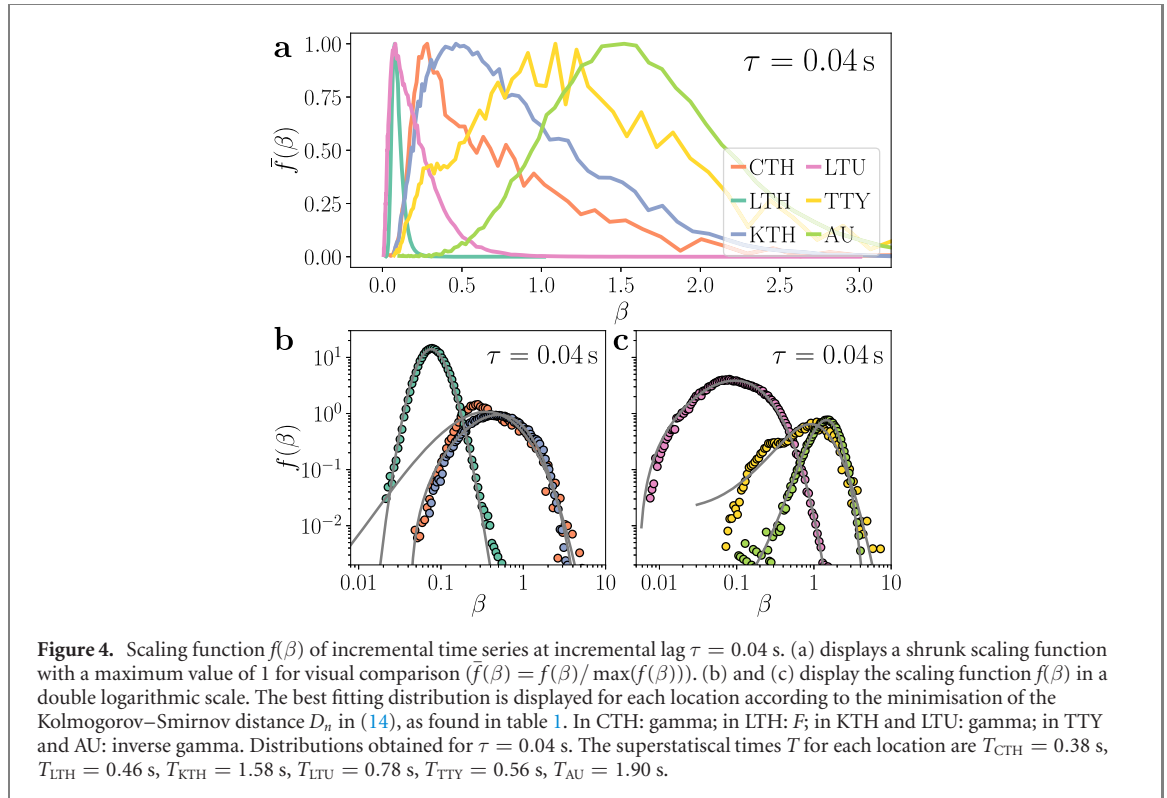 a
τ = 0.04 s
1.00
0.75
0.50
0.25
0.00
f̄(β)
CTH
LTH
KTH
LTU
TTY
AU
0.0
0.5
1.0
1.5
2.0
2.5
3.0
β
b
τ = 0.04 s
10¹
10⁰
10⁻¹
10⁻²
f(β)
0.01
0.1
1
10
β
c
τ = 0.04 s
0.01
0.1
1
10
β
Figure 4. Scaling function f(β) of incremental time series at incremental lag τ = 0.04 s. (a) displays a shrunk scaling function
with a maximum value of 1 for visual comparison (f̄(β) = f(β)/ max(f(β))). (b) and (c) display the scaling function f(β) in a
double logarithmic scale. The best fitting distribution is displayed for each location according to the minimisation of the
Kolmogorov–Smirnov distance Dₙ in (14), as found in table 1. In CTH: gamma; in LTH: F; in KTH and LTU: gamma; in TTY
and AU: inverse gamma. Distributions obtained for τ = 0.04 s. The superstatiscal times T for each location are T_CTH = 0.38 s,
T_LTH = 0.46 s, T_KTH = 1.58 s, T_LTU = 0.78 s, T_TTY = 0.56 s, T_AU = 1.90 s.